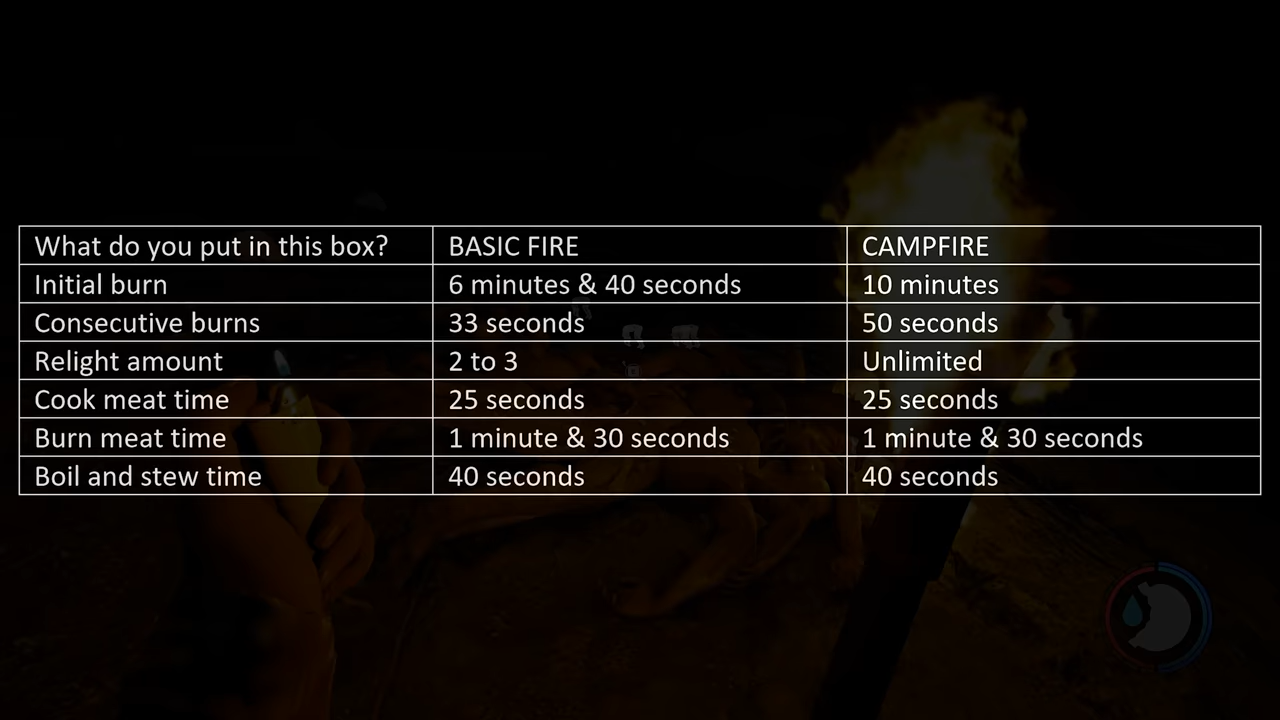 What do you put in this box? BASIC FIRE CAMPFIRE
Initial burn 6 minutes & 40 seconds 10 minutes
Consecutive burns 33 seconds 50 seconds
Relight amount 2 to 3 Unlimited
Cook meat time 25 seconds 25 seconds
Burn meat time 1 minute & 30 seconds 1 minute & 30 seconds
Boil and stew time 40 seconds 40 seconds